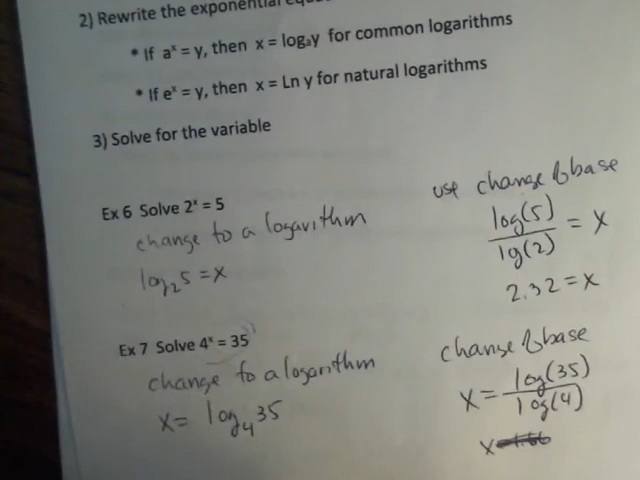 2) Rewrite the exponential equa
* If aˣ = y, then x = logₐy for common logarithms
* If eˣ = y, then x = Ln y for natural logarithms
3) Solve for the variable
Ex 6 Solve 2ˣ = 5
change to a logarithm
log₂5 = x
use change of base
log(5)
lg(2)
= x
2.32 = x
Ex 7 Solve 4ˣ = 35
change to a logarithm
x = log₄35
change of base
x = log(35)
log(4)
x